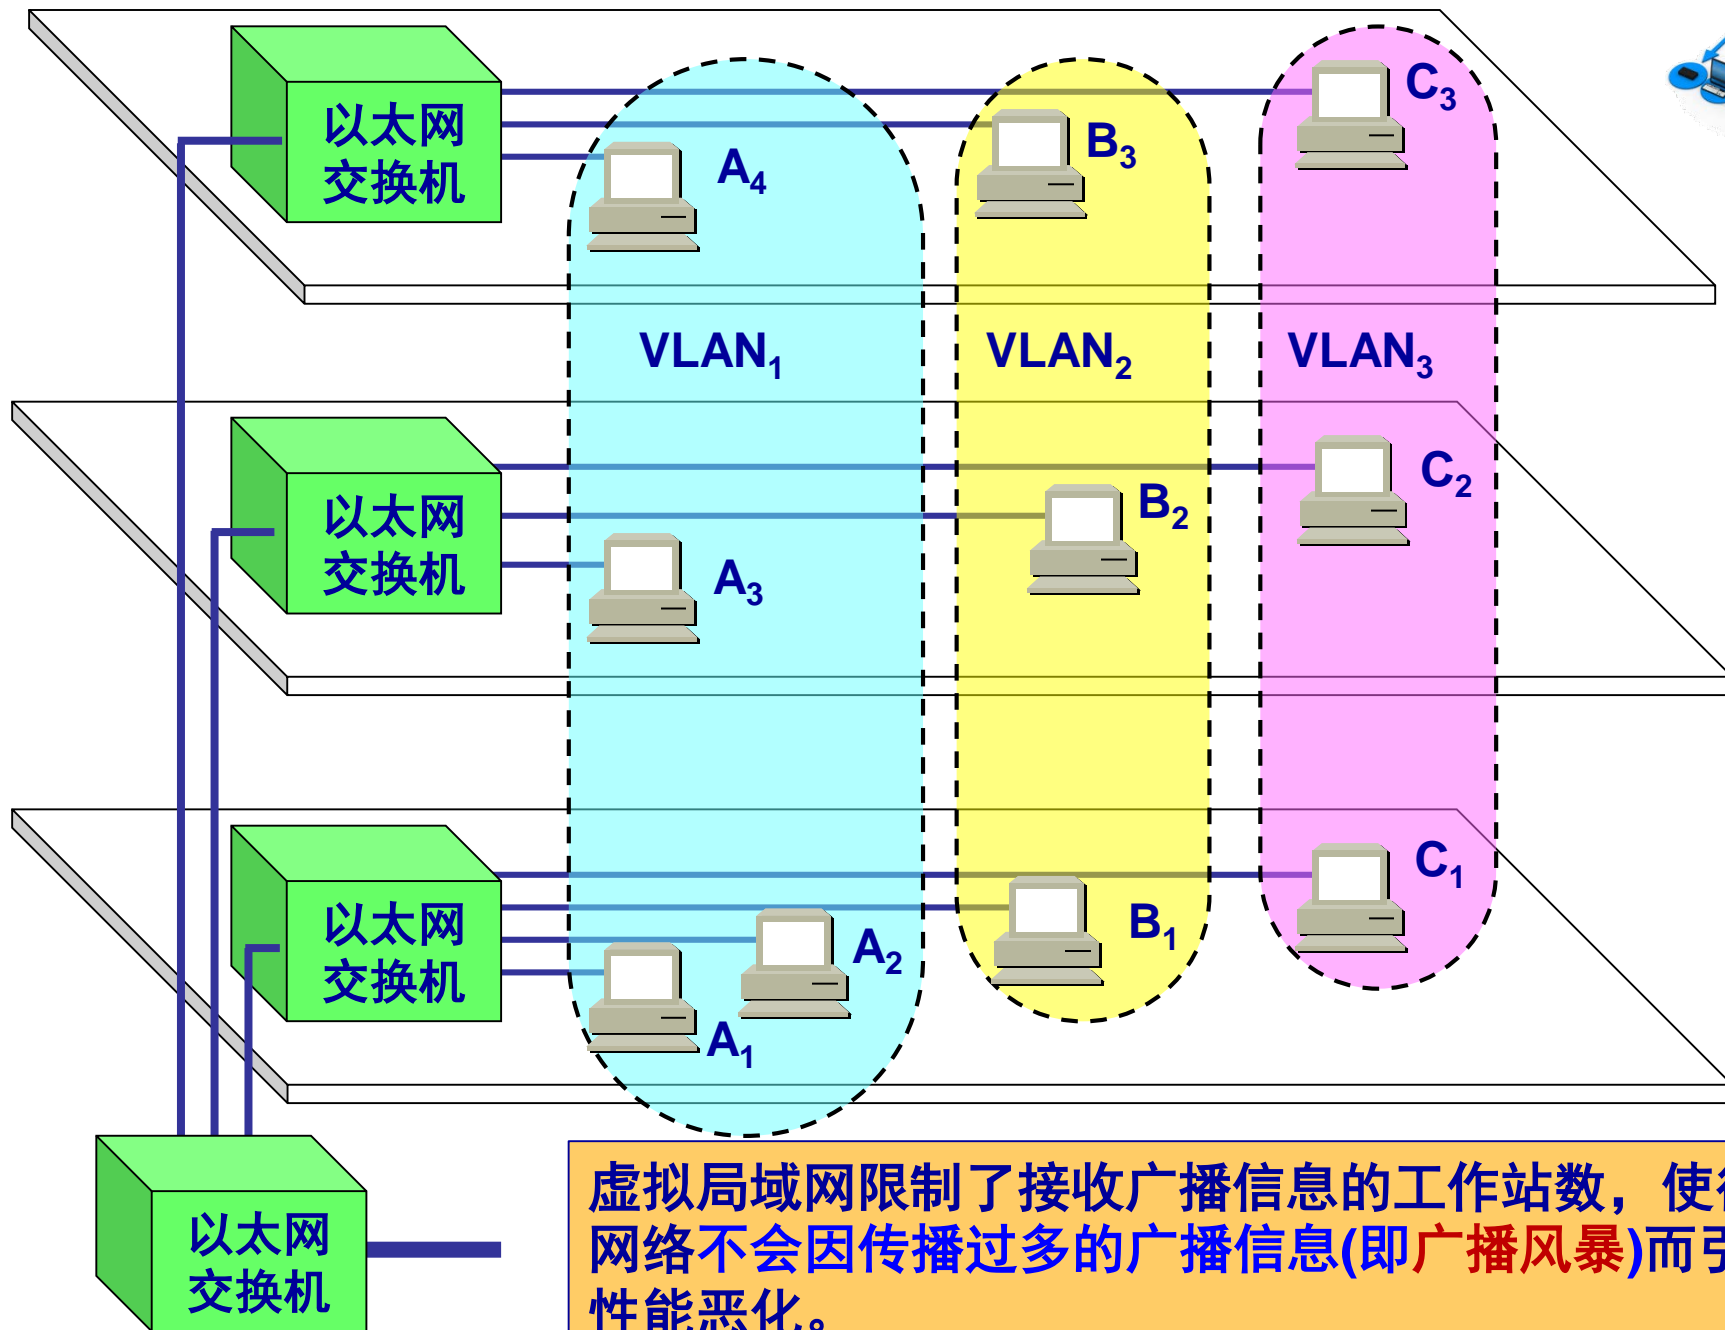 以太网
交换机
A4
B3
C3
VLAN1
VLAN2
VLAN3
以太网
交换机
A3
B2
C2
以太网
交换机
A1
A2
B1
C1
以太网
交换机
虚拟局域网限制了接收广播信息的工作站数，使
网络不会因传播过多的广播信息(即广播风暴)而
性能恶化。